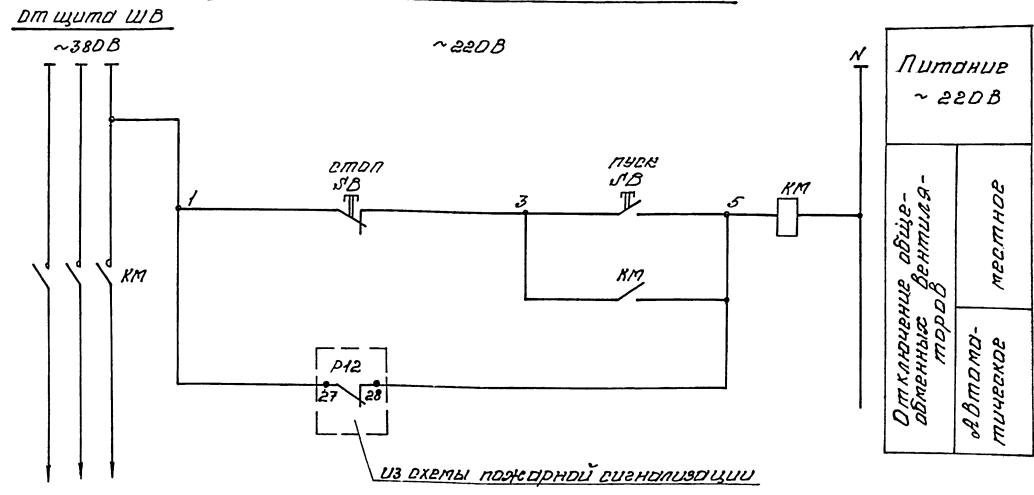 от щита ШВ
~380В
~220В
N
Питание
~ 220В
стоп
SB
пуск
SB
КМ
1
3
5
КМ
КМ
Р12
27
28
из схемы пожарной сигнализации
Отключение обще-
обменных вентиля-
торов
местное
Автома-
тическое